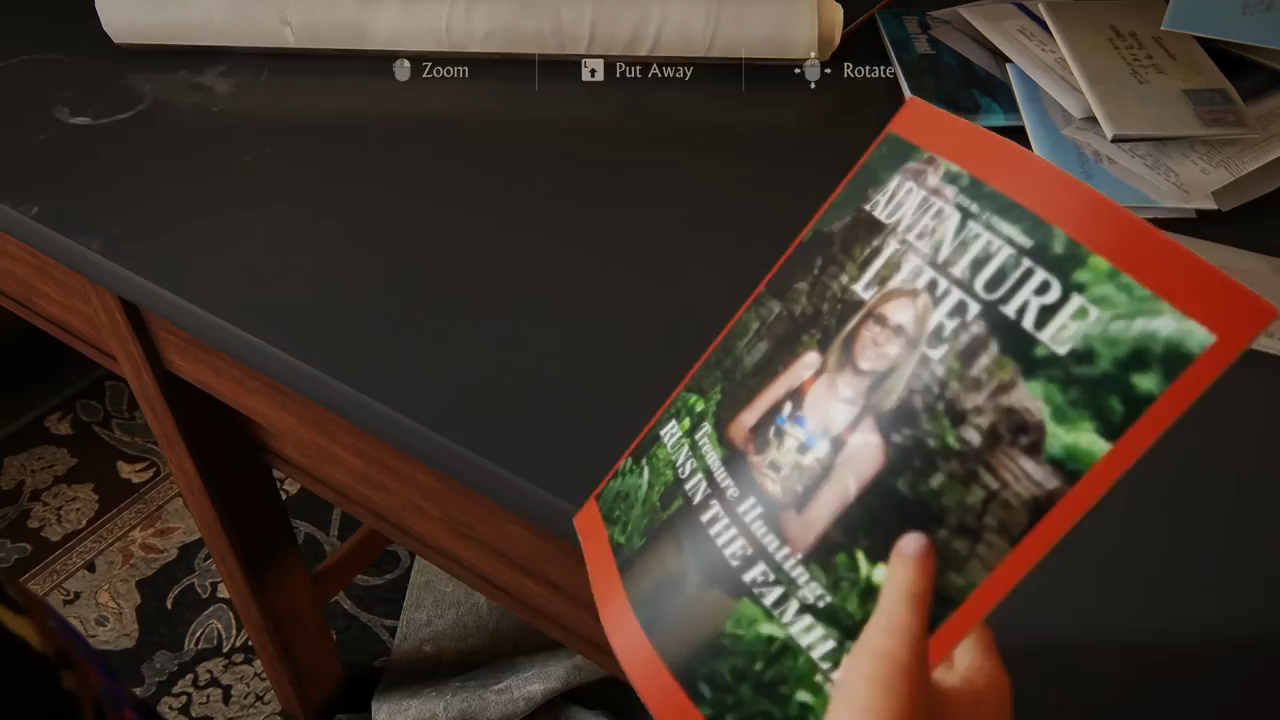 Zoom
Put Away
Rotate
ADVENTURE
LIFE
Treasure Hunting:
RUNS IN THE FAMIL